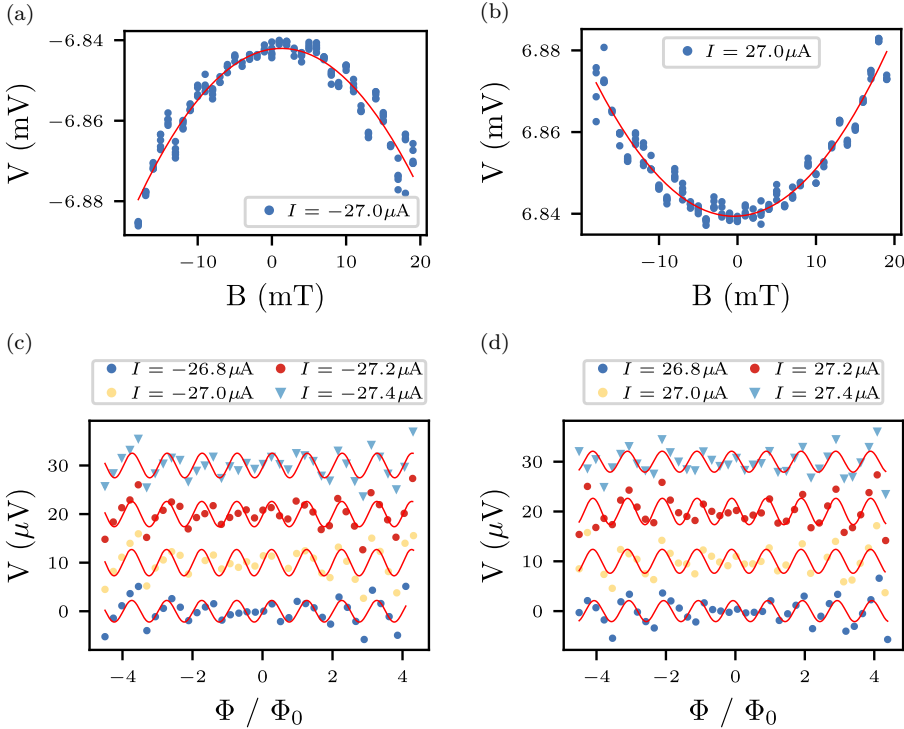 (a)
V (mV)
−6.84
−6.86
−6.88
I = −27.0μA
−10 0 10 20
B (mT)
(b)
V (mV)
6.88
6.86
6.84
I = 27.0μA
−10 0 10 20
B (mT)
(c)
I = −26.8μA I = −27.2μA
I = −27.0μA I = −27.4μA
V (μV)
30
20
10
0
−4 −2 0 2 4
Φ / Φ₀
(d)
I = 26.8μA I = 27.2μA
I = 27.0μA I = 27.4μA
V (μV)
30
20
10
0
−4 −2 0 2 4
Φ / Φ₀